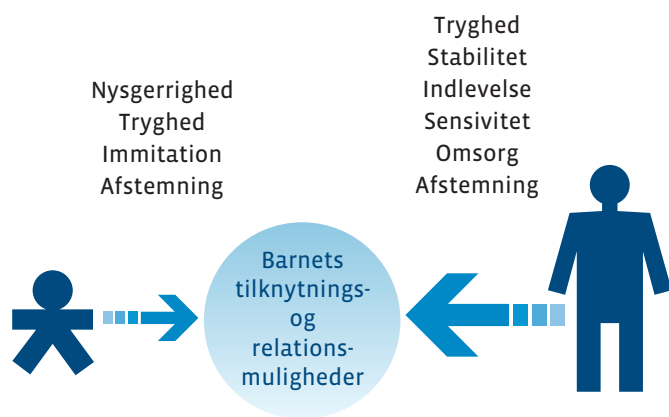 Nysgerrighed
Tryghed
Immitation
Afstemning
Tryghed
Stabilitet
Indlevelse
Sensivitet
Omsorg
Afstemning
Barnets
tilknytnings-
og
relations-
muligheder